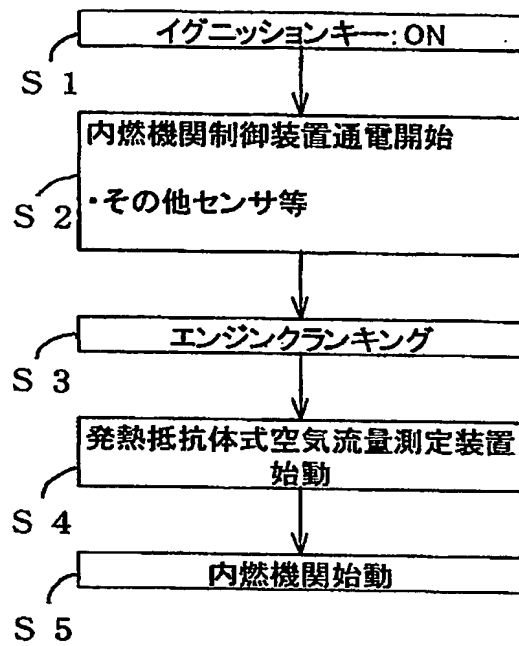 イグニッションキー:ON
S 1
内燃機関制御装置通電開始
・その他センサ等
S 2
エンジンクランキング
S 3
発熱抵抗体式空気流量測定装置
始動
S 4
内燃機関始動
S 5